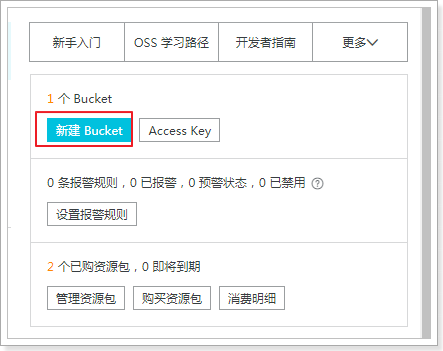 新手入门 OSS 学习路径 开发者指南 更多
1 个 Bucket
新建 Bucket Access Key
0 条报警规则，0 已报警，0 预警状态，0 已禁用 ?
设置报警规则
2 个已购资源包，0 即将到期
管理资源包 购买资源包 消费明细